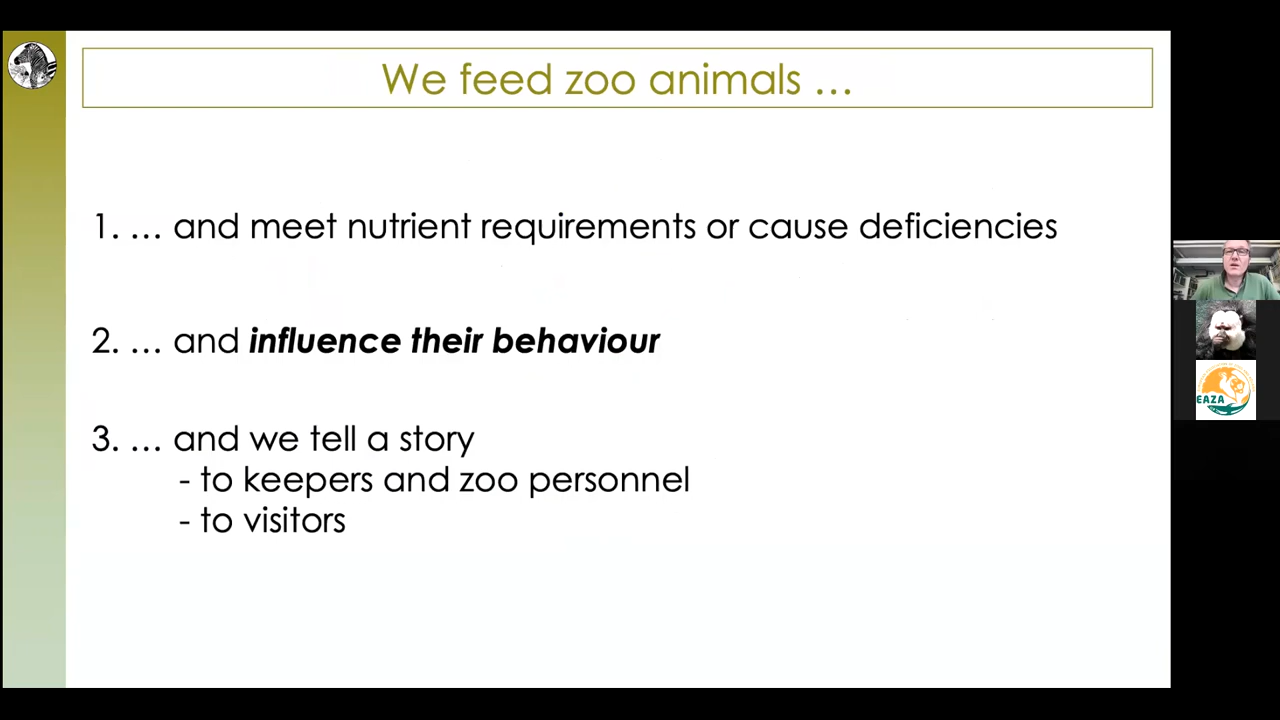 We feed zoo animals …
1. … and meet nutrient requirements or cause deficiencies
2. … and influence their behaviour
3. … and we tell a story
- to keepers and zoo personnel
- to visitors
EAZA